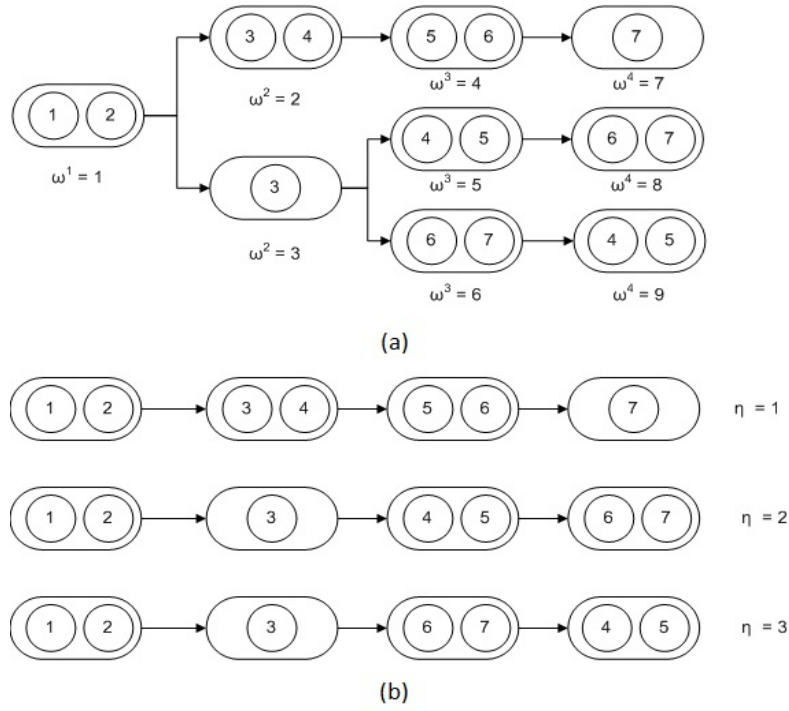 3 4 5 6 7
1 2
ω² = 2 ω³ = 4 ω⁴ = 7
4 5 6 7
ω¹ = 1
3
ω³ = 5 ω⁴ = 8
6 7 4 5
ω² = 3
ω³ = 6 ω⁴ = 9
(a)
1 2 3 4 5 6 7 η = 1
1 2 3 4 5 6 7 η = 2
1 2 3 6 7 4 5 η = 3
(b)